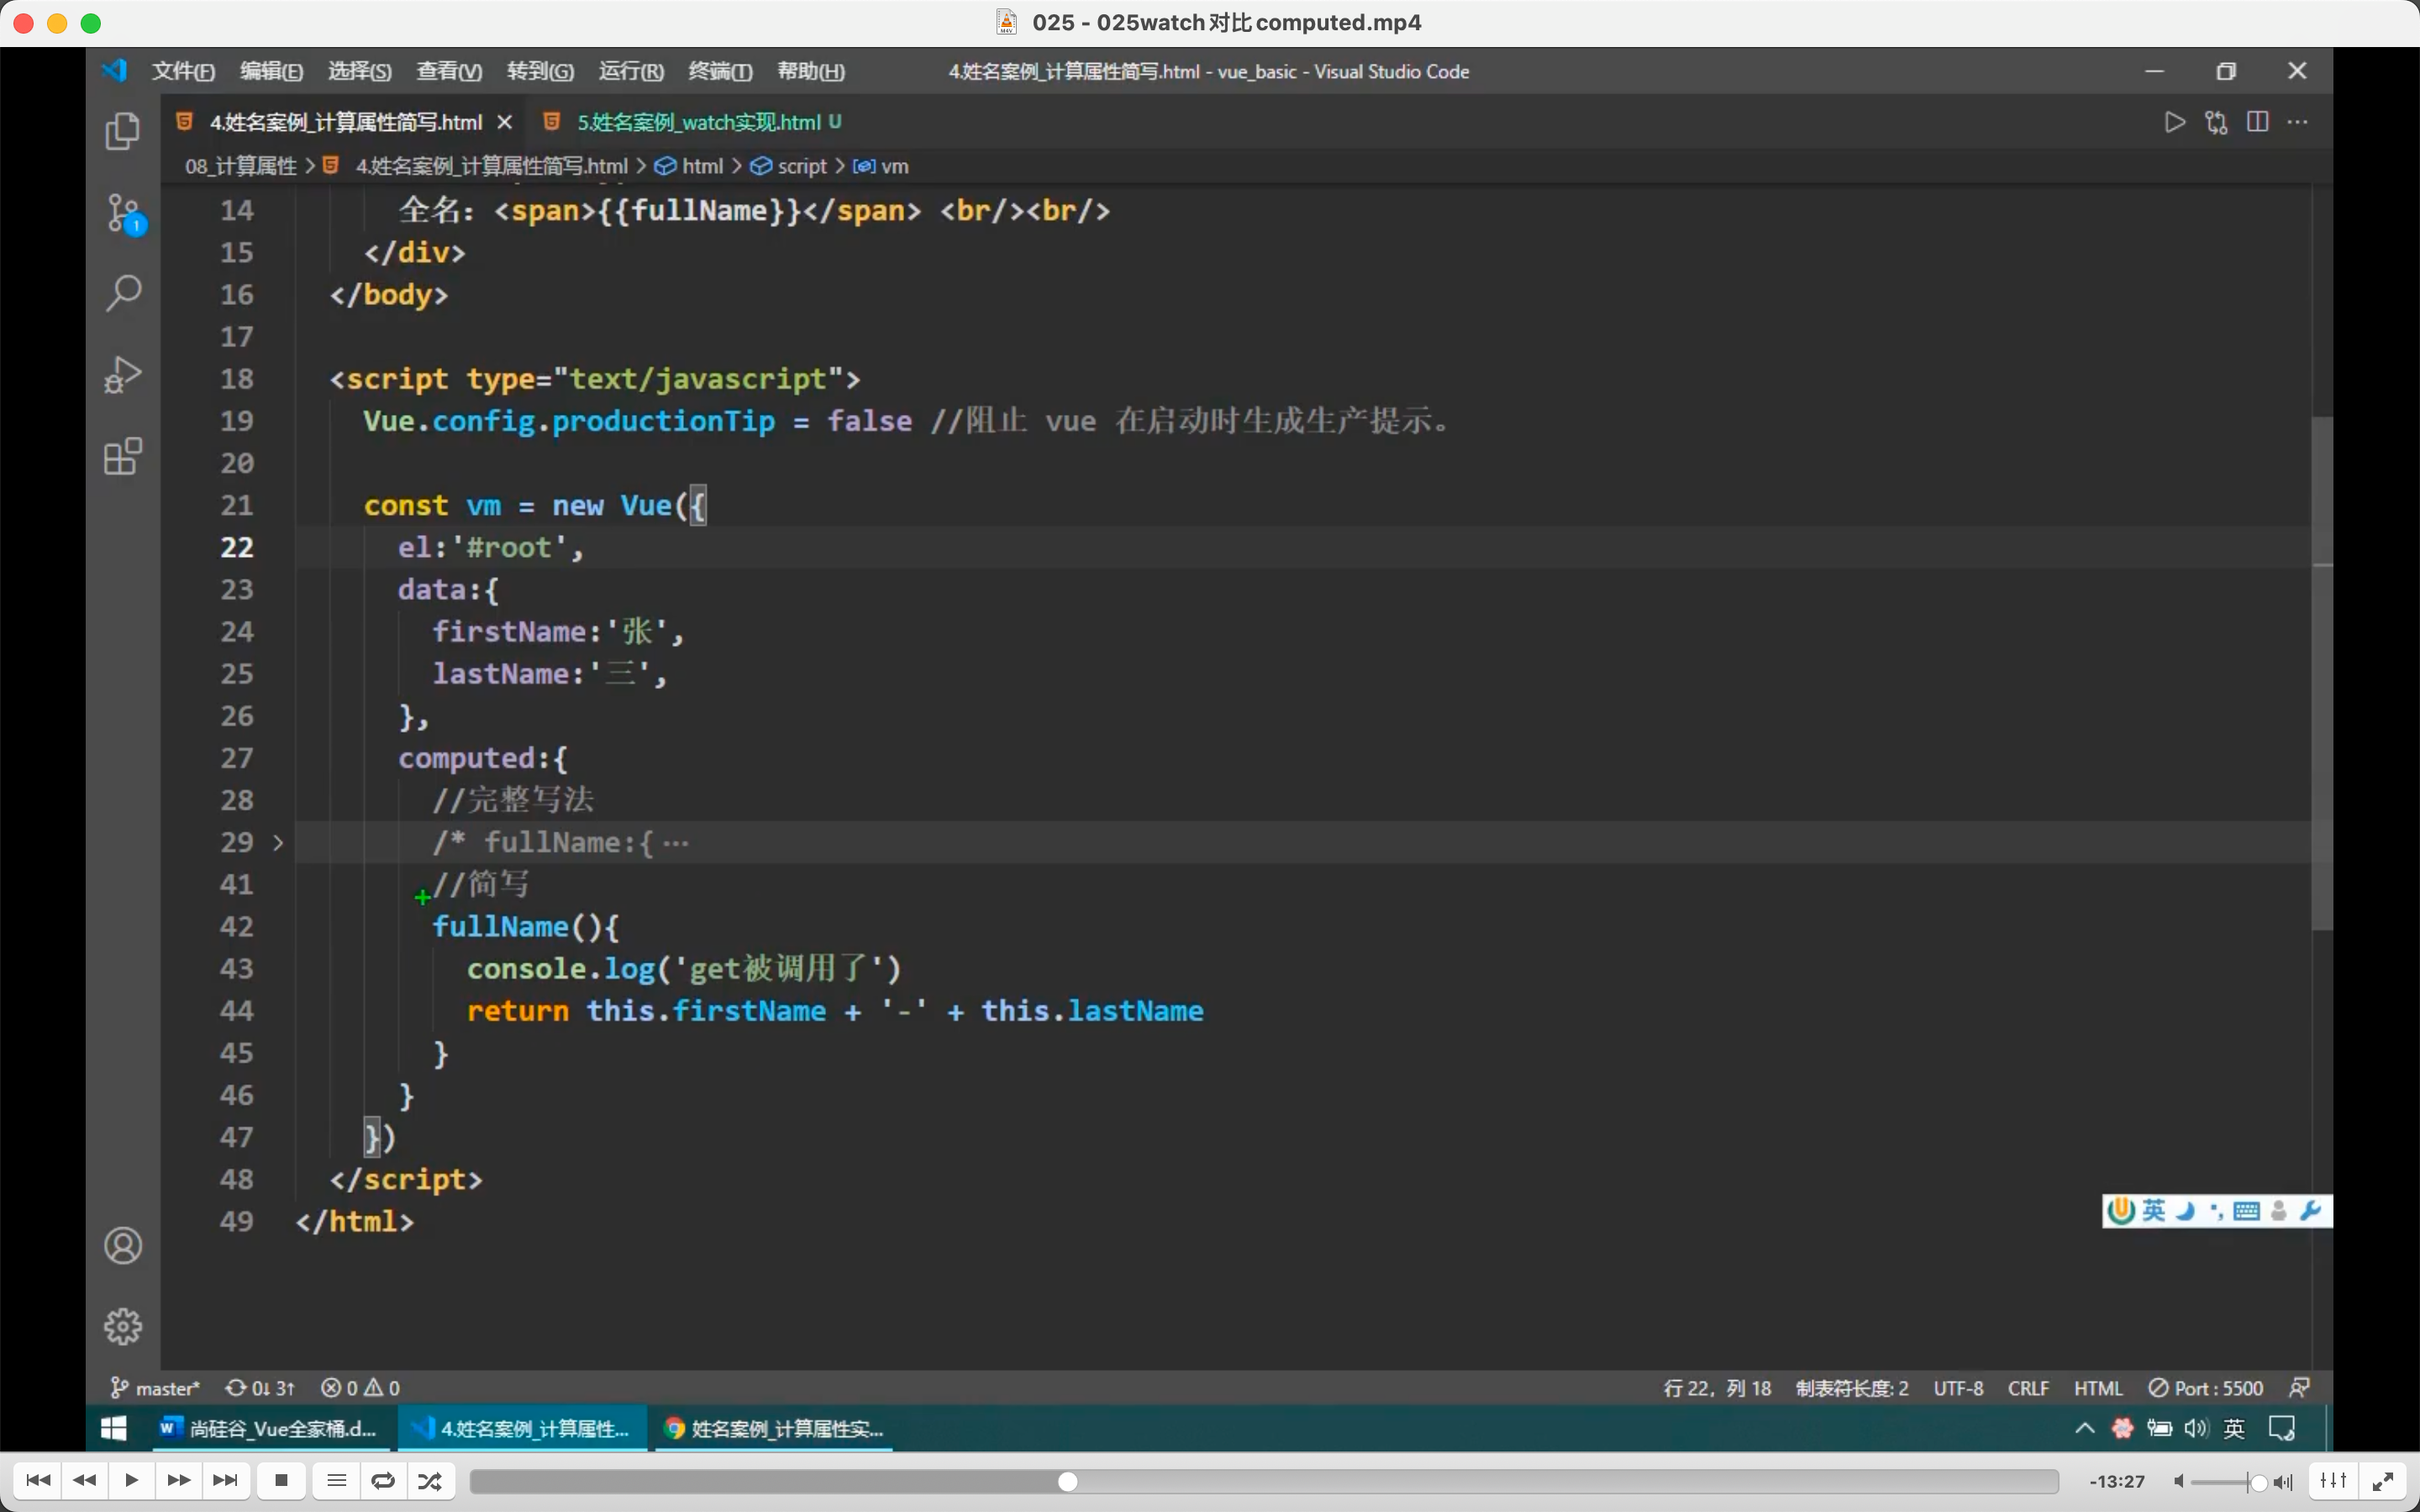 025 - 025watch对比computed.mp4
文件(F) 编辑(E) 选择(S) 查看(V) 转到(G) 运行(R) 终端(T) 帮助(H) 4.姓名案例_计算属性简写.html - vue_basic - Visual Studio Code
4.姓名案例_计算属性简写.html 5.姓名案例_watch实现.html U
08_计算属性 > 4.姓名案例_计算属性简写.html > html > script > vm
14 全名：<span>{{fullName}}</span> <br/><br/>
15 </div>
16 </body>
17
18 <script type="text/javascript">
19 Vue.config.productionTip = false //阻止 vue 在启动时生成生产提示。
20
21 const vm = new Vue({
22 el:'#root',
23 data:{
24 firstName:'张',
25 lastName:'三',
26 },
27 computed:{
28 //完整写法
29 /* fullName:{ ···
41 //简写
42 fullName(){
43 console.log('get被调用了')
44 return this.firstName + '-' + this.lastName
45 }
46 }
47 })
48 </script>
49 </html>
英
1
master* 0↓ 3↑ 0 0 行 22，列 18 制表符长度: 2 UTF-8 CRLF HTML Port : 5500
尚硅谷_Vue全家桶.d... 4.姓名案例_计算属性... 姓名案例_计算属性实... 英
-13:27